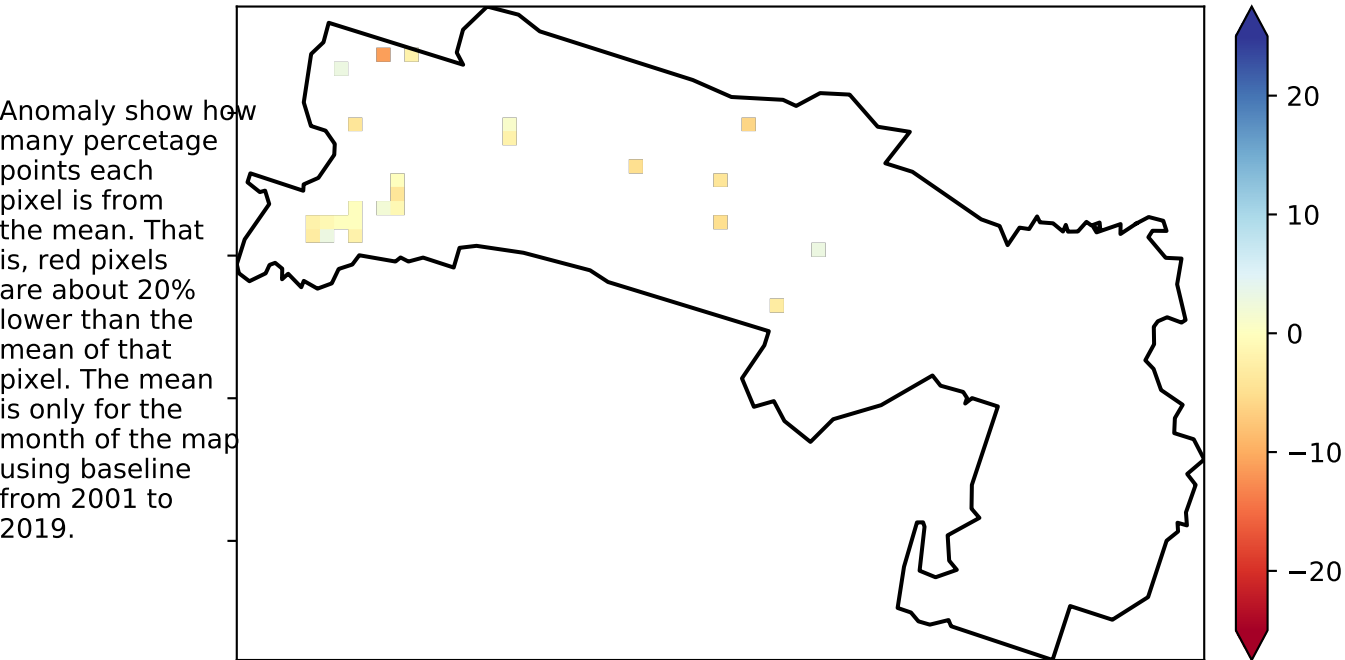 Anomaly show how
many percetage
points each
pixel is from
the mean. That
is, red pixels
are about 20%
lower than the
mean of that
pixel. The mean
is only for the
month of the map
using baseline
from 2001 to
2019.
20
10
0
−10
−20